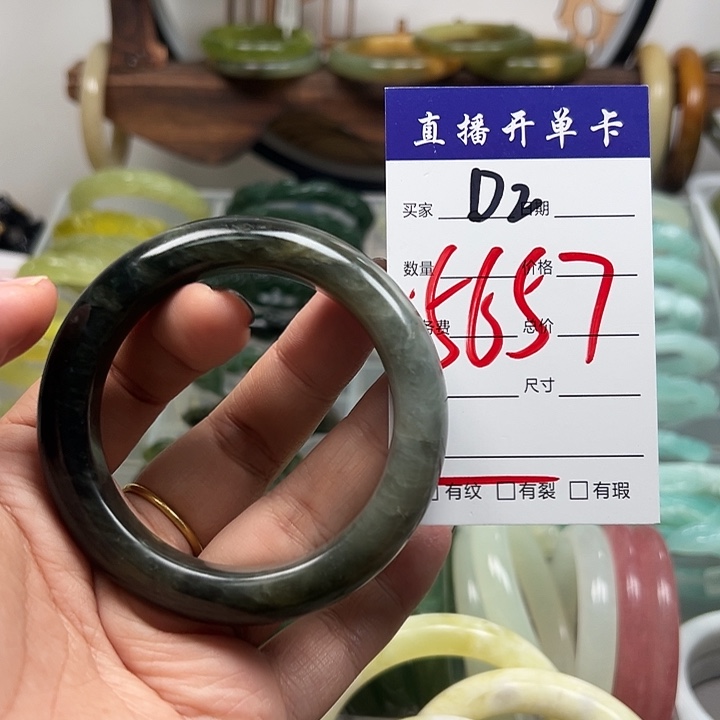 直播开单卡
买家 D2 日期
数量 价格
5657
务费 总价
尺寸
有纹 有裂 有瑕